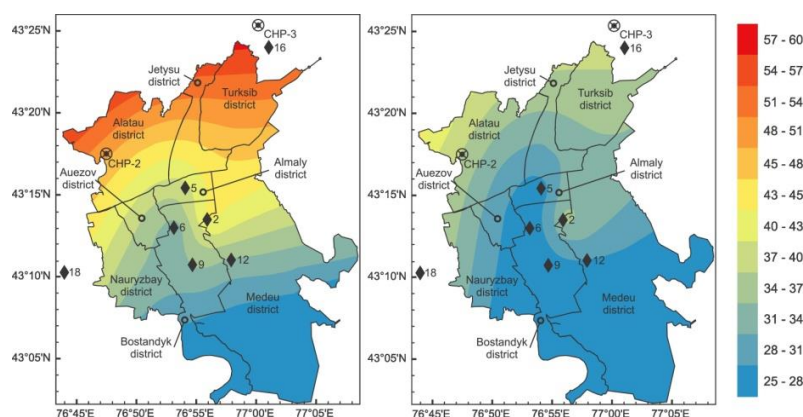 43°25'N
43°20'N
43°15'N
43°10'N
43°05'N
CHP-3
16
Jetysu
district
Turksib
district
Alatau
district
CHP-2
Auezov
district
Almaly
district
5
2
6
9
12
18
Nauryzbay
district
Medeu
district
Bostandyk
district
76°45'E 76°50'E 76°55'E 77°00'E 77°05'E
43°25'N
43°20'N
43°15'N
43°10'N
43°05'N
CHP-3
16
Jetysu
district
Turksib
district
Alatau
district
CHP-2
Auezov
district
Almaly
district
5
2
6
9
12
18
Nauryzbay
district
Medeu
district
Bostandyk
district
76°45'E 76°50'E 76°55'E 77°00'E 77°05'E
57 - 60
54 - 57
51 - 54
48 - 51
45 - 48
43 - 45
40 - 43
37 - 40
34 - 37
31 - 34
28 - 31
25 - 28